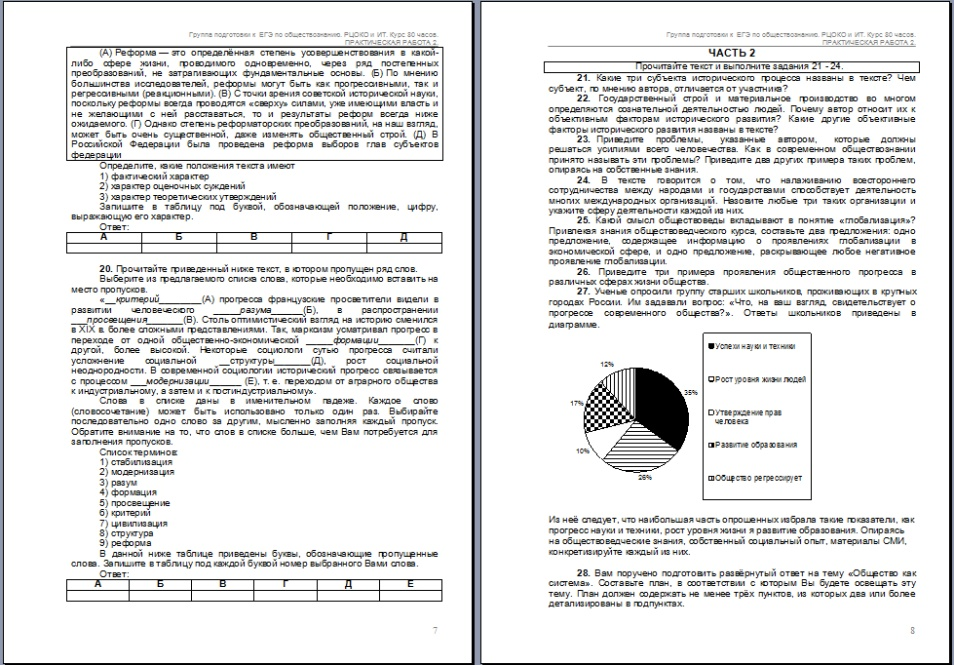 Группа подготовки к ЕГЭ по обществознанию. РЦОКО и ИТ. Курс 80 часов.
ПРАКТИЧЕСКАЯ РАБОТА 2.
(А) Реформа — это определённая степень усовершенствования в какой-
либо сфере жизни, проводимого одновременно, через ряд постепенных
преобразований, не затрагивающих фундаментальные основы. (Б) По мнению
большинства исследователей, реформы могут быть как прогрессивными, так и
регрессивными (реакционными). (В) С точки зрения советской исторической науки,
поскольку реформы всегда проводятся «сверху» силами, уже имеющими власть и
не желающими с ней расставаться, то и результаты реформ всегда ниже
ожидаемого. (Г) Однако степень реформаторских преобразований, на наш взгляд,
может быть очень существенной, даже изменять общественный строй. (Д) В
Российской Федерации была проведена реформа выборов глав субъектов
федерации
Определите, какие положения текста имеют
1) фактический характер
2) характер оценочных суждений
3) характер теоретических утверждений
Запишите в таблицу под буквой, обозначающей положение, цифру,
выражающую его характер.
Ответ:
А Б В Г Д
20. Прочитайте приведенный ниже текст, в котором пропущен ряд слов.
Выберите из предлагаемого списка слова, которые необходимо вставить на
место пропусков.
«__критерий________(А) прогресса французские просветители видели в
развитии человеческого ______разума______(Б), в распространении
___просвещения_______(В). Столь оптимистический взгляд на историю сменился
в XIX в. более сложными представлениями. Так, марксизм усматривал прогресс в
переходе от одной общественно-экономической _____формации_______(Г) к
другой, более высокой. Некоторые социологи сутью прогресса считали
усложнение социальной __структуры_______(Д), рост социальной
неоднородности. В современной социологии исторический прогресс связывается
с процессом ___модернизации_______ (Е), т. е. переходом от аграрного общества
к индустриальному, а затем и к постиндустриальному».
Слова в списке даны в именительном падеже. Каждое слово
(словосочетание) может быть использовано только один раз. Выбирайте
последовательно одно слово за другим, мысленно заполняя каждый пропуск.
Обратите внимание на то, что слов в списке больше, чем Вам потребуется для
заполнения пропусков.
Список терминов:
1) стабилизация
2) модернизация
3) разум
4) формация
5) просвещение
6) критерий
7) цивилизация
8) структура
9) реформа
В данной ниже таблице приведены буквы, обозначающие пропущенные
слова. Запишите в таблицу под каждой буквой номер выбранного Вами слова.
Ответ:
А Б В Г Д Е
7
Группа подготовки к ЕГЭ по обществознанию. РЦОКО и ИТ. Курс 80 часов.
ПРАКТИЧЕСКАЯ РАБОТА 2.
ЧАСТЬ 2
Прочитайте текст и выполните задания 21 - 24.
21. Какие три субъекта исторического процесса названы в тексте? Чем
субъект, по мнению автора, отличается от участника?
22. Государственный строй и материальное производство во многом
определяются сознательной деятельностью людей. Почему автор относит их к
объективным факторам исторического развития? Какие другие объективные
факторы исторического развития названы в тексте?
23. Приведите проблемы, указанные автором, которые должны
решаться усилиями всего человечества. Как в современном обществознании
принято называть эти проблемы? Приведите два других примера таких проблем,
опираясь на собственные знания.
24. В тексте говорится о том, что налаживанию всестороннего
сотрудничества между народами и государствами способствует деятельность
многих международных организаций. Назовите любые три таких организации и
укажите сферу деятельности каждой из них.
25. Какой смысл обществоведы вкладывают в понятие «глобализация»?
Привлекая знания обществоведческого курса, составьте два предложения: одно
предложение, содержащее информацию о проявлениях глобализации в
экономической сфере, и одно предложение, раскрывающее любое негативное
проявление глобализации.
26. Приведите три примера проявления общественного прогресса в
различных сферах жизни общества.
27. Ученые опросили группу старших школьников, проживающих в крупных
городах России. Им задавали вопрос: «Что, на ваш взгляд, свидетельствует о
прогрессе современного общества?». Ответы школьников приведены в
диаграмме.
12%
35%
17%
10%
26%
Успехи науки и техники
Рост уровня жизни людей
Утверждение прав
человека
Развитие образования
Общество регрессирует
Из неё следует, что наибольшая часть опрошенных избрала такие показатели, как
прогресс науки и техники, рост уровня жизни я развитие образования. Опираясь
на обществоведческие знания, собственный социальный опыт, материалы СМИ,
конкретизируйте каждый из них.
28. Вам поручено подготовить развёрнутый ответ на тему «Общество как
система». Составьте план, в соответствии с которым Вы будете освещать эту
тему. План должен содержать не менее трёх пунктов, из которых два или более
детализированы в подпунктах.
8